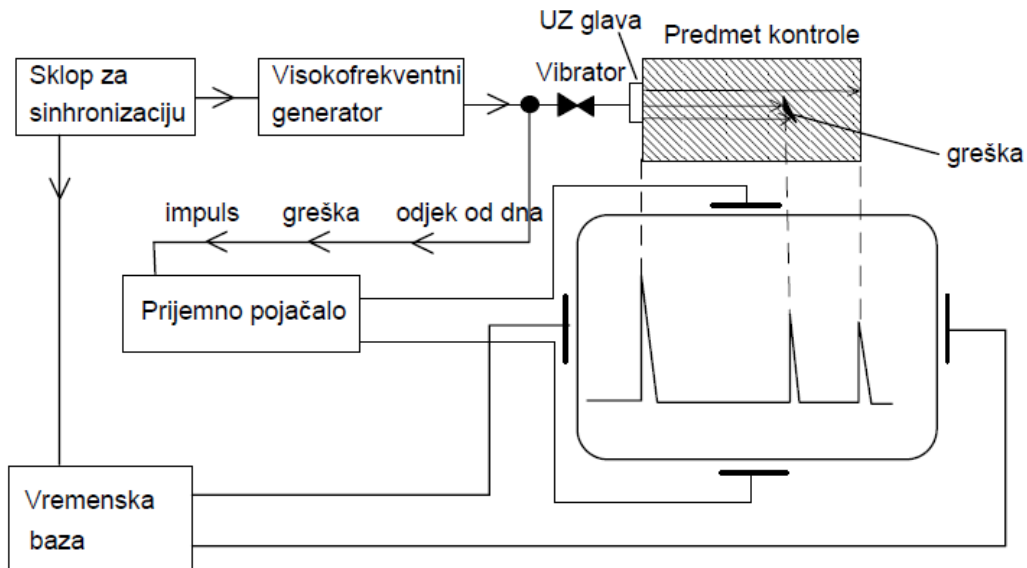 UZ glava
Predmet kontrole
Sklop za
sinhronizaciju
Visokofrekventni
generator
Vibrator
greška
impuls
greška
odjek od dna
Prijemno pojačalo
Vremenska
baza